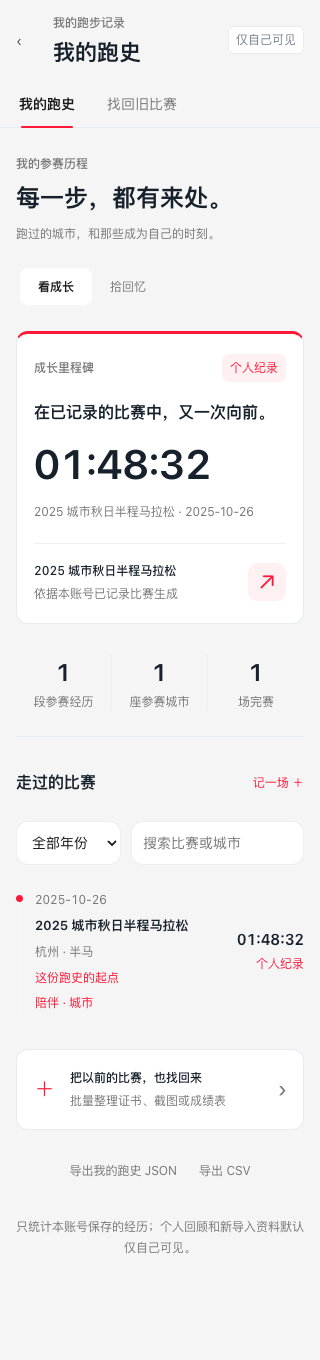 我的跑步记录
‹
我的跑史
仅自己可见
我的跑史
找回旧比赛
我的参赛历程
每一步，都有来处。
跑过的城市，和那些成为自己的时刻。
看成长
拾回忆
成长里程碑
个人纪录
在已记录的比赛中，又一次向前。
01:48:32
2025 城市秋日半程马拉松 · 2025-10-26
2025 城市秋日半程马拉松
依据本账号已记录比赛生成
1
段参赛经历
1
座参赛城市
1
场完赛
走过的比赛
记一场 ＋
全部年份
搜索比赛或城市
2025-10-26
2025 城市秋日半程马拉松
杭州 · 半马
这份跑史的起点
陪伴 · 城市
01:48:32
个人纪录
把以前的比赛，也找回来
批量整理证书、截图或成绩表
导出我的跑史 JSON
导出 CSV
只统计本账号保存的经历；个人回顾和新导入资料默认
仅自己可见。